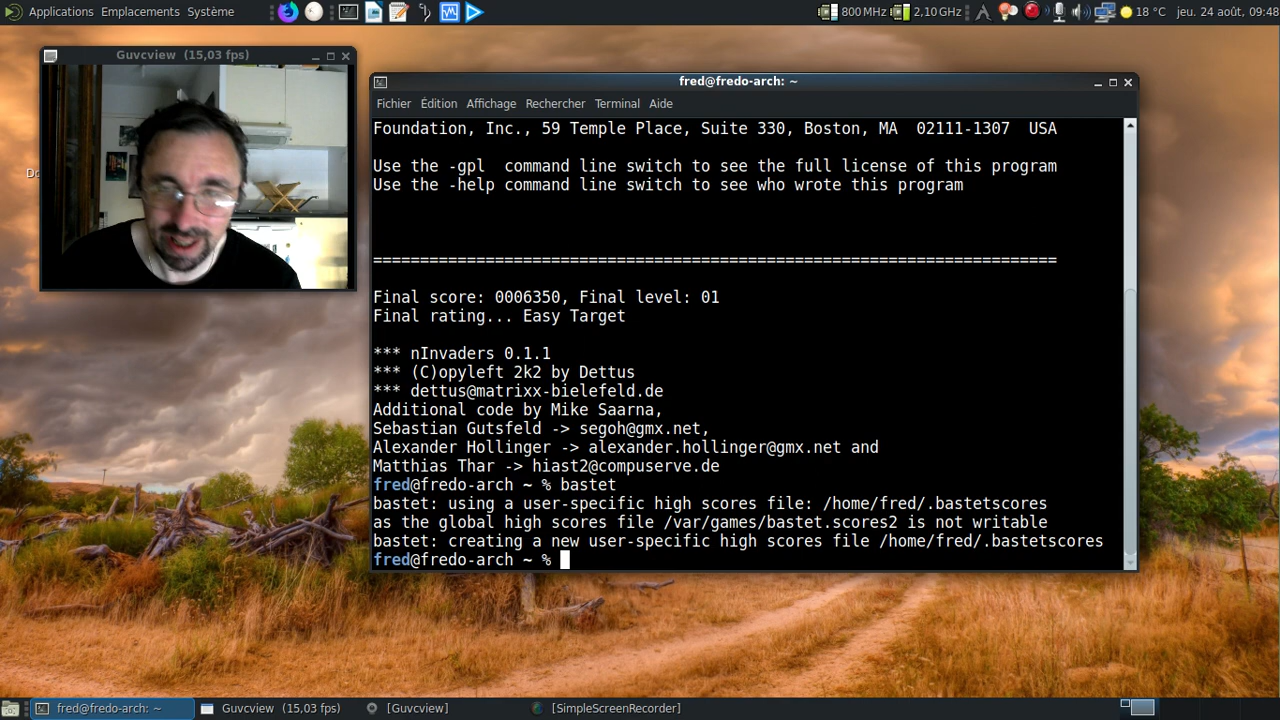 Applications Emplacements Système 800 MHz 2,10 GHz 18 °C jeu. 24 août, 09:48
Guvcview (15,03 fps)
fred@fredo-arch: ~
Fichier Édition Affichage Rechercher Terminal Aide
Foundation, Inc., 59 Temple Place, Suite 330, Boston, MA  02111-1307  USA
Use the -gpl  command line switch to see the full license of this program
Use the -help command line switch to see who wrote this program
=========================================================================
Final score: 0006350, Final level: 01
Final rating... Easy Target
*** nInvaders 0.1.1
*** (C)opyleft 2k2 by Dettus
*** dettus@matrixx-bielefeld.de
Additional code by Mike Saarna,
Sebastian Gutsfeld -> segoh@gmx.net,
Alexander Hollinger -> alexander.hollinger@gmx.net and
Matthias Thar -> hiast2@compuserve.de
fred@fredo-arch ~ % bastet
bastet: using a user-specific high scores file: /home/fred/.bastetscores
as the global high scores file /var/games/bastet.scores2 is not writable
bastet: creating a new user-specific high scores file /home/fred/.bastetscores
fred@fredo-arch ~ %
fred@fredo-arch: ~ Guvcview (15,03 fps) [Guvcview] [SimpleScreenRecorder]